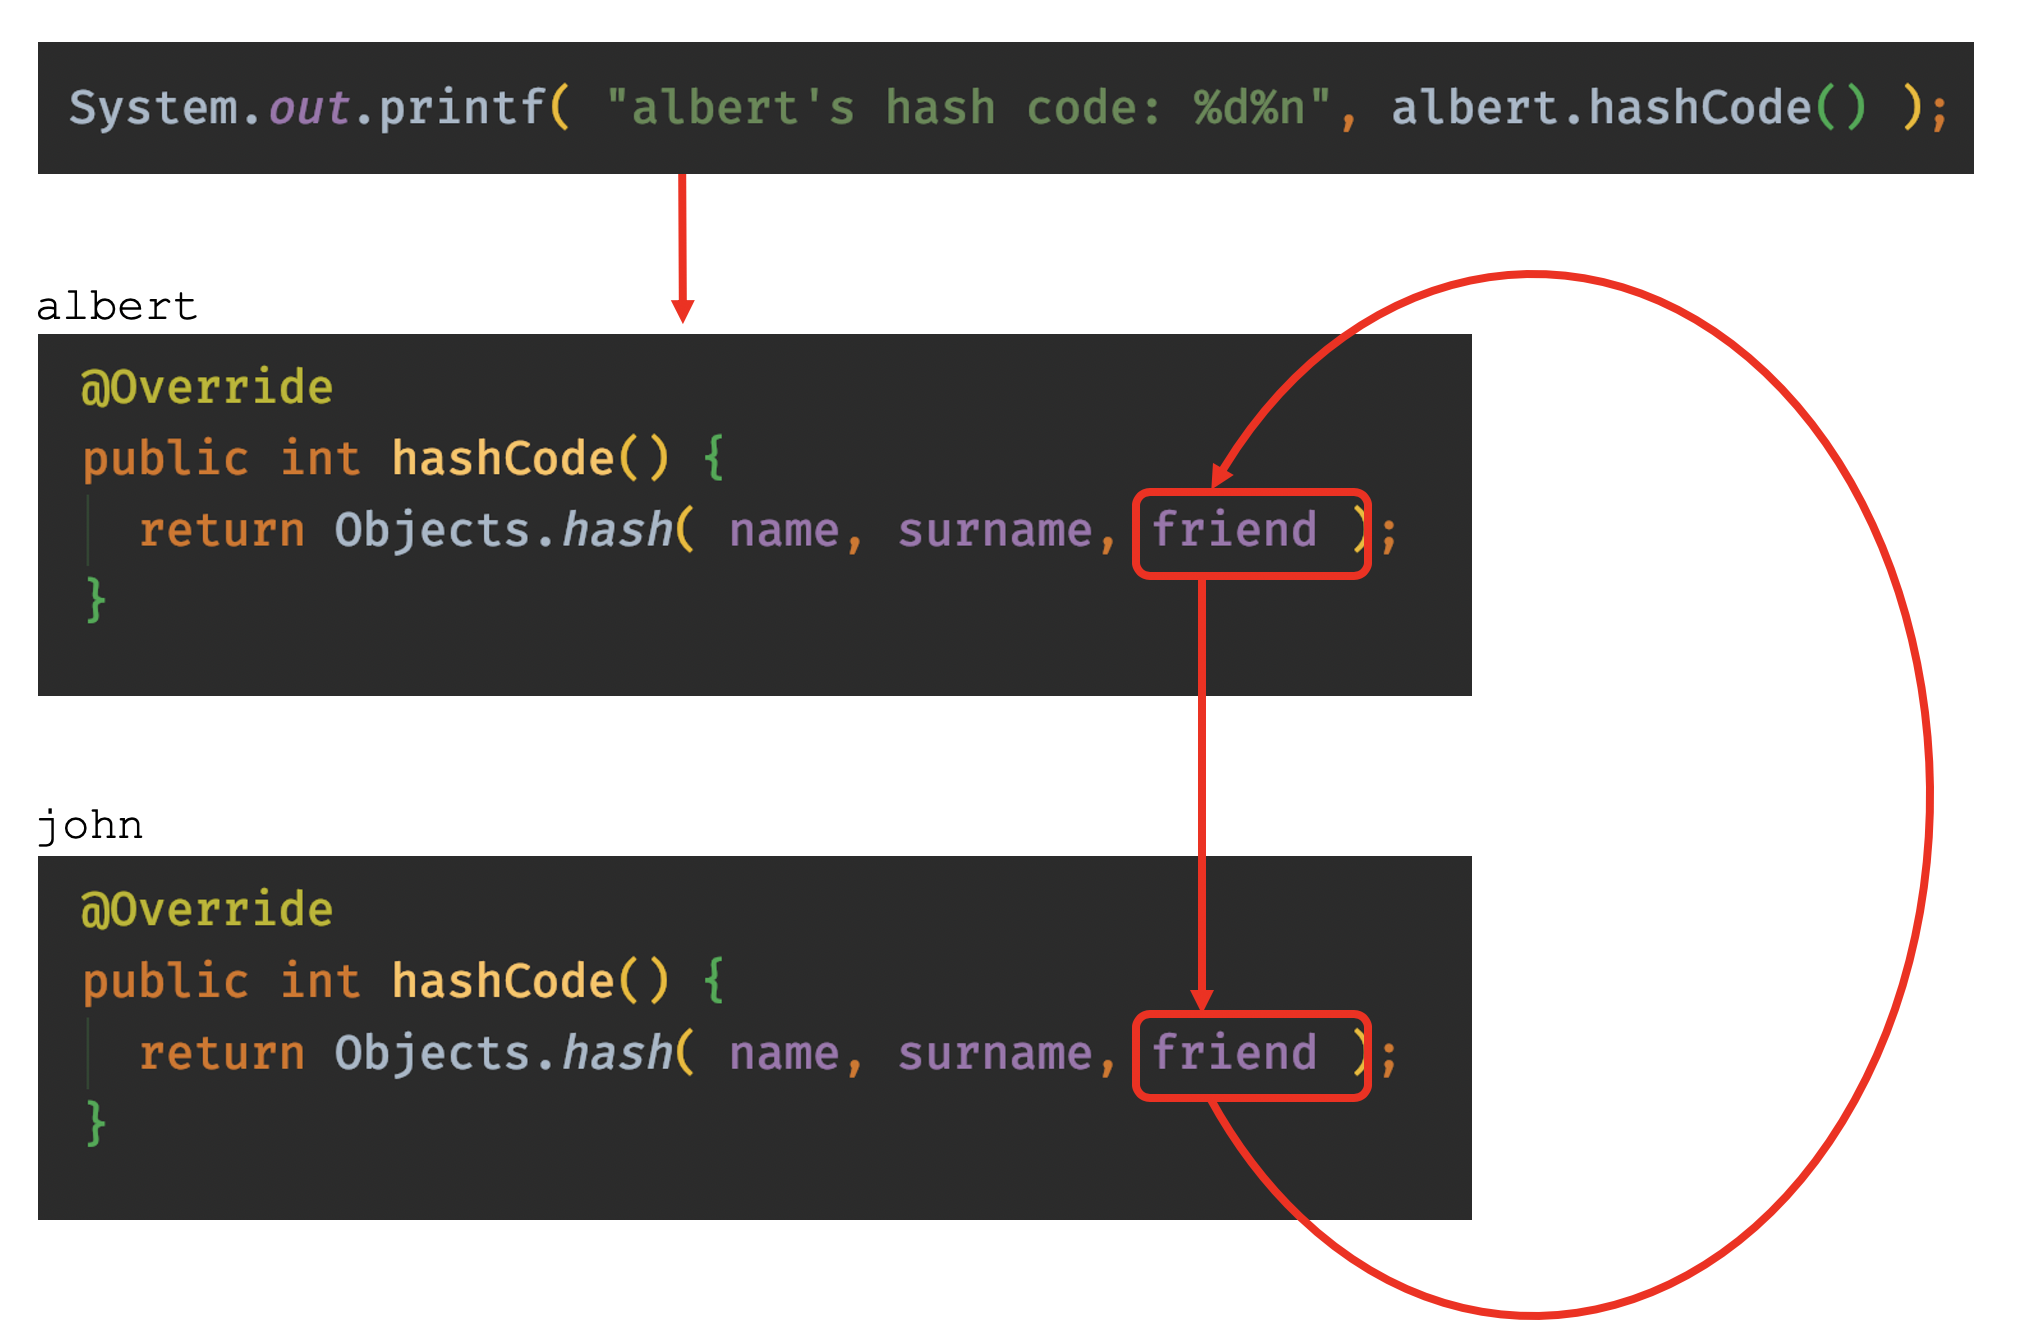 System.out.printf( "albert's hash code: %d%n", albert.hashCode() );
albert
@Override
public int hashCode() {
return Objects.hash( name, surname, friend );
}
john
@Override
public int hashCode() {
return Objects.hash( name, surname, friend );
}